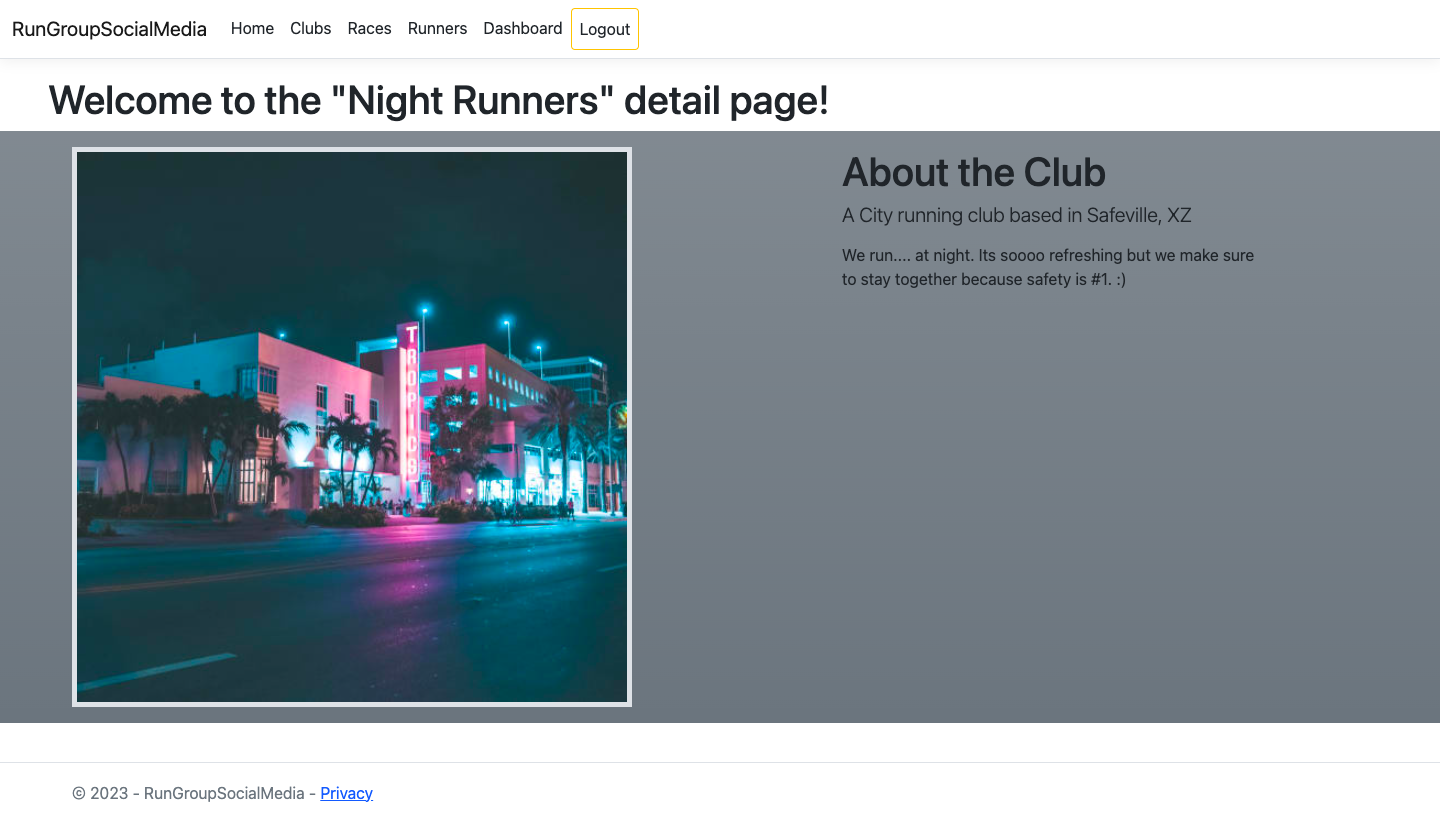 RunGroupSocialMedia Home Clubs Races Runners Dashboard Logout
Welcome to the "Night Runners" detail page!
TROPICS
About the Club
A City running club based in Safeville, XZ
We run.... at night. Its soooo refreshing but we make sure
to stay together because safety is #1. :)
© 2023 - RunGroupSocialMedia - Privacy